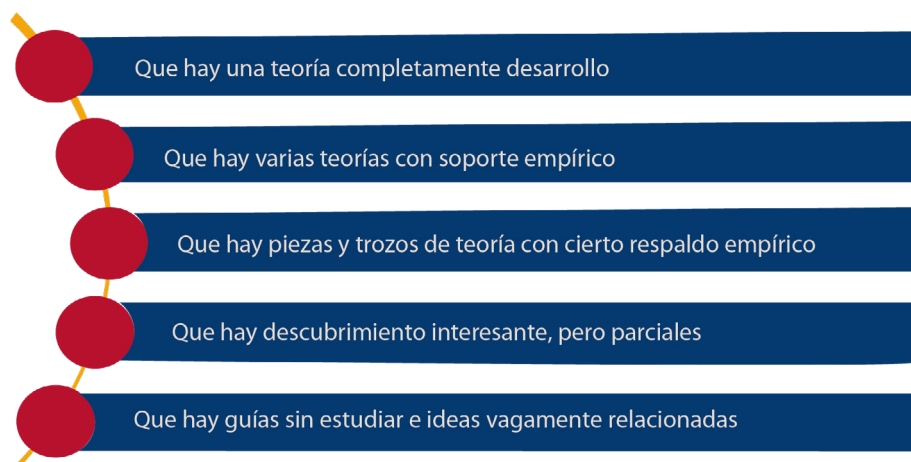 Que hay una teoría completamente desarrollo
Que hay varias teorías con soporte empírico
Que hay piezas y trozos de teoría con cierto respaldo empírico
Que hay descubrimiento interesante, pero parciales
Que hay guías sin estudiar e ideas vagamente relacionadas